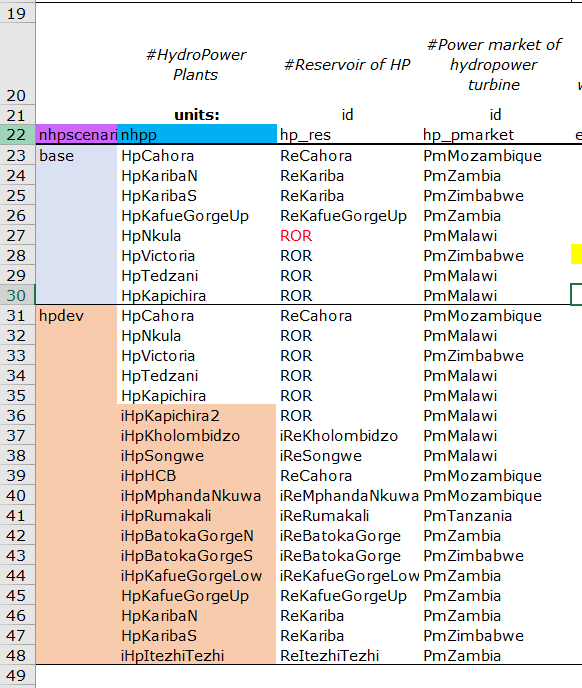 19
#HydroPower Plants #Reservoir of HP #Power market of hydropower turbine
20
21 units: id id
22 nhpscenari nhpp hp_res hp_pmarket e
23 base HpCahora ReCahora PmMozambique
24 HpKaribaN ReKariba PmZambia
25 HpKaribaS ReKariba PmZimbabwe
26 HpKafueGorgeUp ReKafueGorgeUp PmZambia
27 HpNkula ROR PmMalawi
28 HpVictoria ROR PmZimbabwe
29 HpTedzani ROR PmMalawi
30 HpKapichira ROR PmMalawi
31 hpdev HpCahora ReCahora PmMozambique
32 HpNkula ROR PmMalawi
33 HpVictoria ROR PmZimbabwe
34 HpTedzani ROR PmMalawi
35 HpKapichira ROR PmMalawi
36 iHpKapichira2 ROR PmMalawi
37 iHpKholombidzo iReKholombidzo PmMalawi
38 iHpSongwe iReSongwe PmMalawi
39 iHpHCB ReCahora PmMozambique
40 iHpMphandaNkuwa iReMphandaNkuwa PmMozambique
41 iHpRumakali iReRumakali PmTanzania
42 iHpBatokaGorgeN iReBatokaGorge PmZambia
43 iHpBatokaGorgeS iReBatokaGorge PmZimbabwe
44 iHpKafueGorgeLow iReKafueGorgeLow PmZambia
45 HpKafueGorgeUp ReKafueGorgeUp PmZambia
46 HpKaribaN ReKariba PmZambia
47 HpKaribaS ReKariba PmZimbabwe
48 iHpItezhiTezhi ReItezhiTezhi PmZambia
49